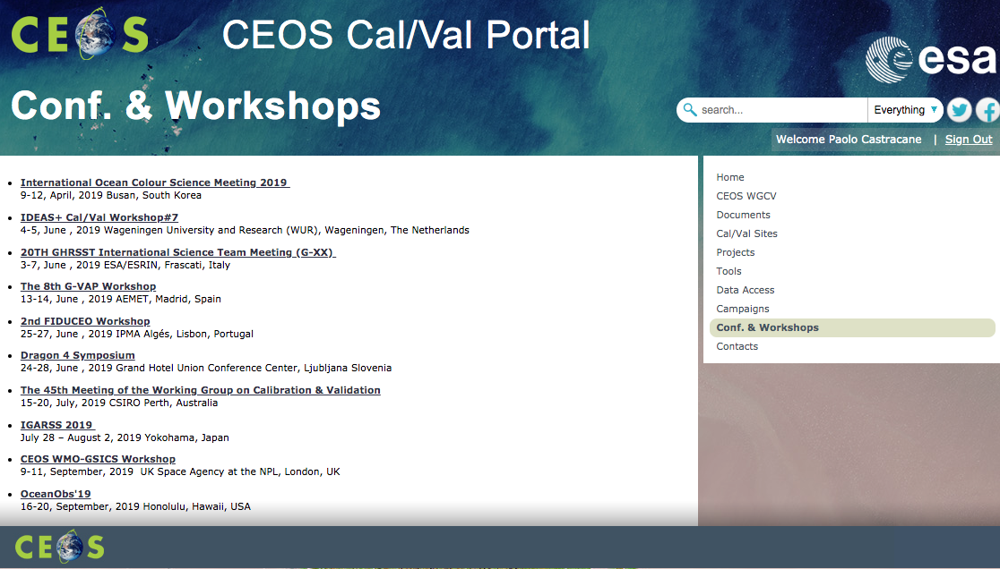 CEOS
CEOS Cal/Val Portal
esa
Conf. & Workshops
search...
Everything
Welcome Paolo Castracane | Sign Out
International Ocean Colour Science Meeting 2019
9-12, April, 2019 Busan, South Korea
IDEAS+ Cal/Val Workshop#7
4-5, June , 2019 Wageningen University and Research (WUR), Wageningen, The Netherlands
20TH GHRSST International Science Team Meeting (G-XX)
3-7, June , 2019 ESA/ESRIN, Frascati, Italy
The 8th G-VAP Workshop
13-14, June , 2019 AEMET, Madrid, Spain
2nd FIDUCEO Workshop
25-27, June , 2019 IPMA Algés, Lisbon, Portugal
Dragon 4 Symposium
24-28, June , 2019 Grand Hotel Union Conference Center, Ljubljana Slovenia
The 45th Meeting of the Working Group on Calibration & Validation
15-20, July, 2019 CSIRO Perth, Australia
IGARSS 2019
July 28 – August 2, 2019 Yokohama, Japan
CEOS WMO-GSICS Workshop
9-11, September, 2019 UK Space Agency at the NPL, London, UK
OceanObs'19
16-20, September, 2019 Honolulu, Hawaii, USA
Home
CEOS WGCV
Documents
Cal/Val Sites
Projects
Tools
Data Access
Campaigns
Conf. & Workshops
Contacts
CEOS